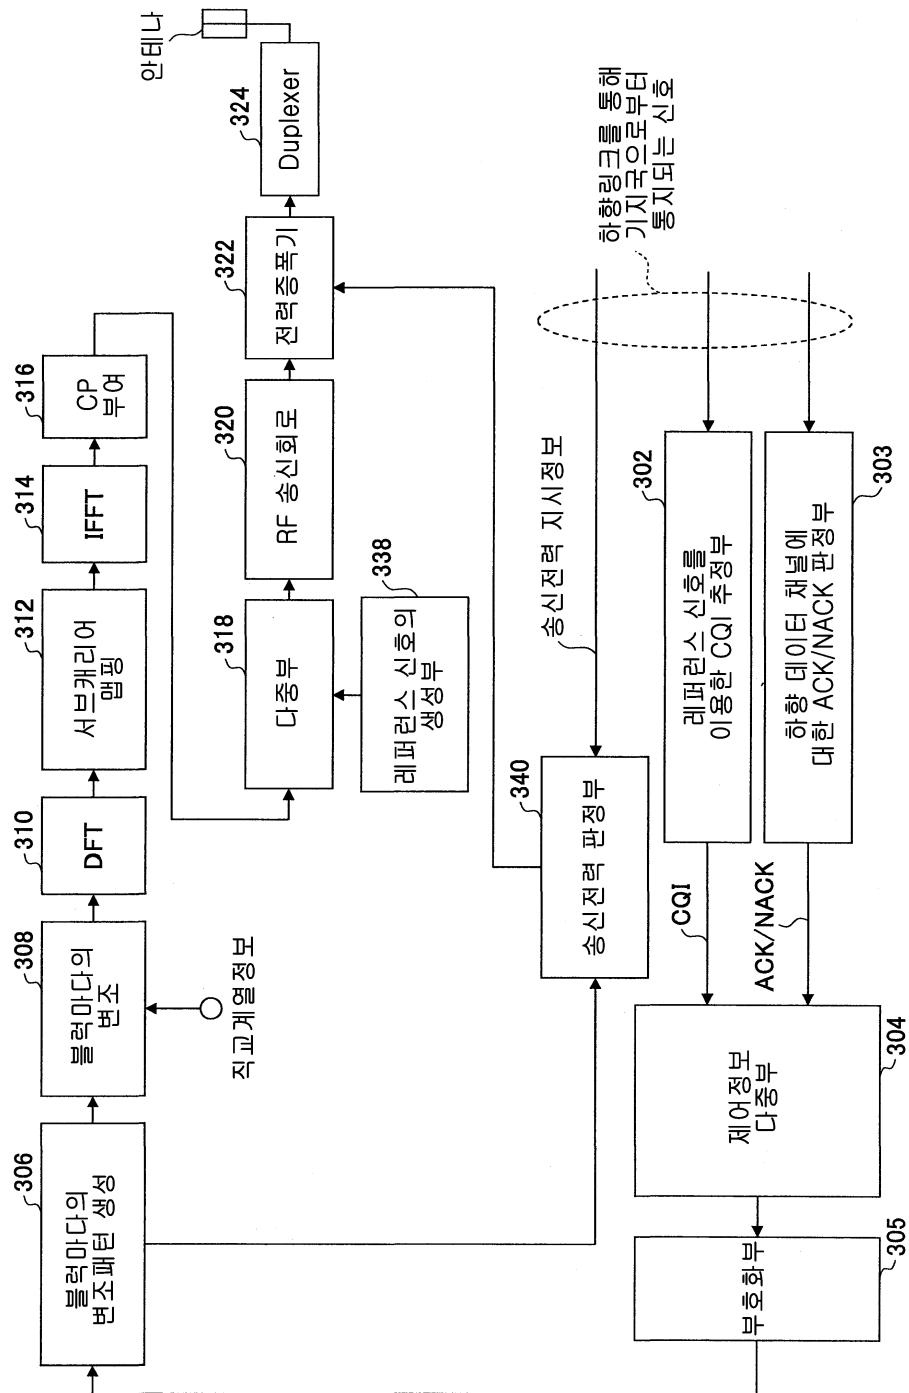 306
블럭마다의
변조패턴 생성
308
블럭마다의
변조
직교계열정보
310
DFT
312
서브캐리어
맵핑
314
IFFT
316
CP
부여
318
다중부
338
레퍼런스 신호의
생성부
320
RF 송신회로
322
전력증폭기
324
Duplexer
안테나
340
송신전력 판정부
송신전력 지시정보
하향링크를 통해
기지국으로부터
통지되는 신호
302
레퍼런스 신호를
이용한 CQI 추정부
303
하향 데이터 채널에
대한 ACK/NACK 판정부
CQI
ACK/NACK
304
제어정보
다중부
305
부호화부